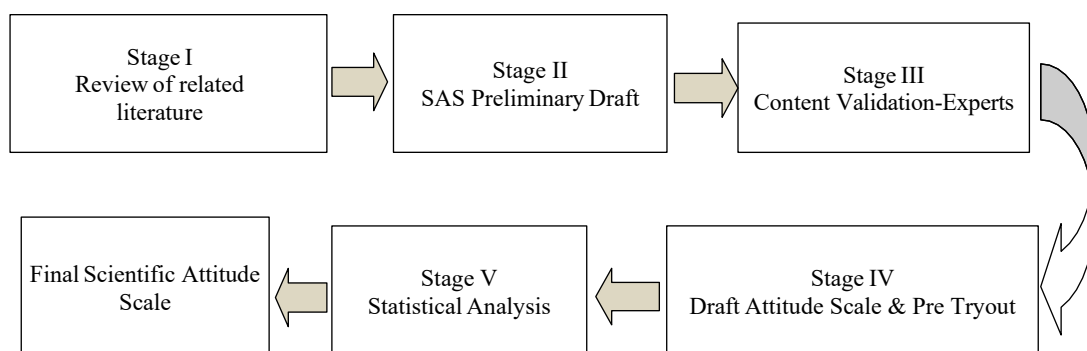 Stage I
Review of related
literature
Stage II
SAS Preliminary Draft
Stage III
Content Validation-Experts
Stage IV
Draft Attitude Scale & Pre Tryout
Stage V
Statistical Analysis
Final Scientific Attitude
Scale